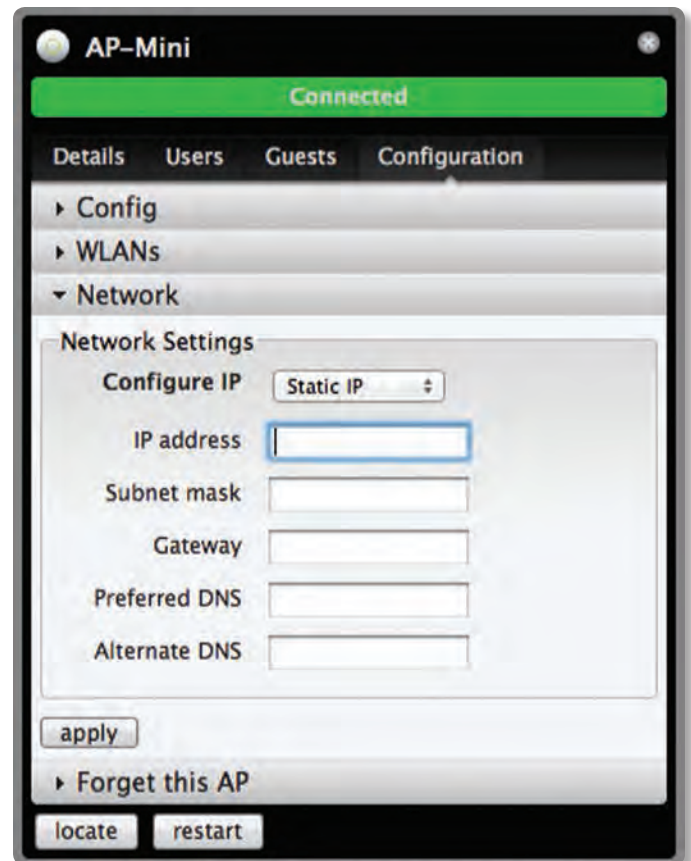 AP-Mini
Connected
Details Users Guests Configuration
Config
WLANs
Network
Network Settings
Configure IP Static IP
IP address
Subnet mask
Gateway
Preferred DNS
Alternate DNS
apply
Forget this AP
locate restart